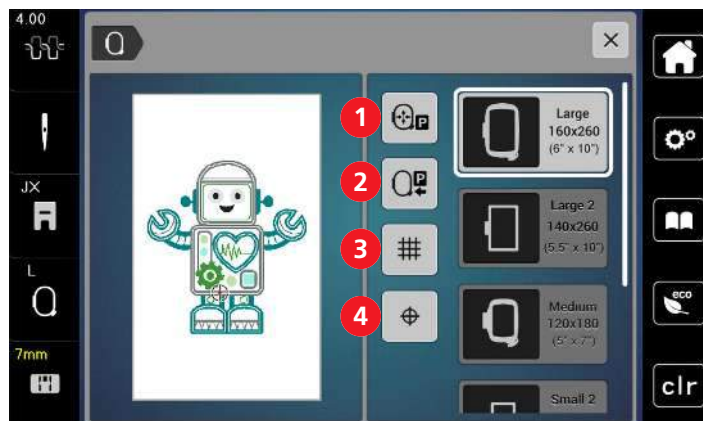 4.00
JX
L
7mm
1
P
2
P
3
4
Large
160x260
(6" x 10")
Large 2
140x260
(5.5" x 10")
Medium
120x180
(5" x 7")
Small 2
eco
clr